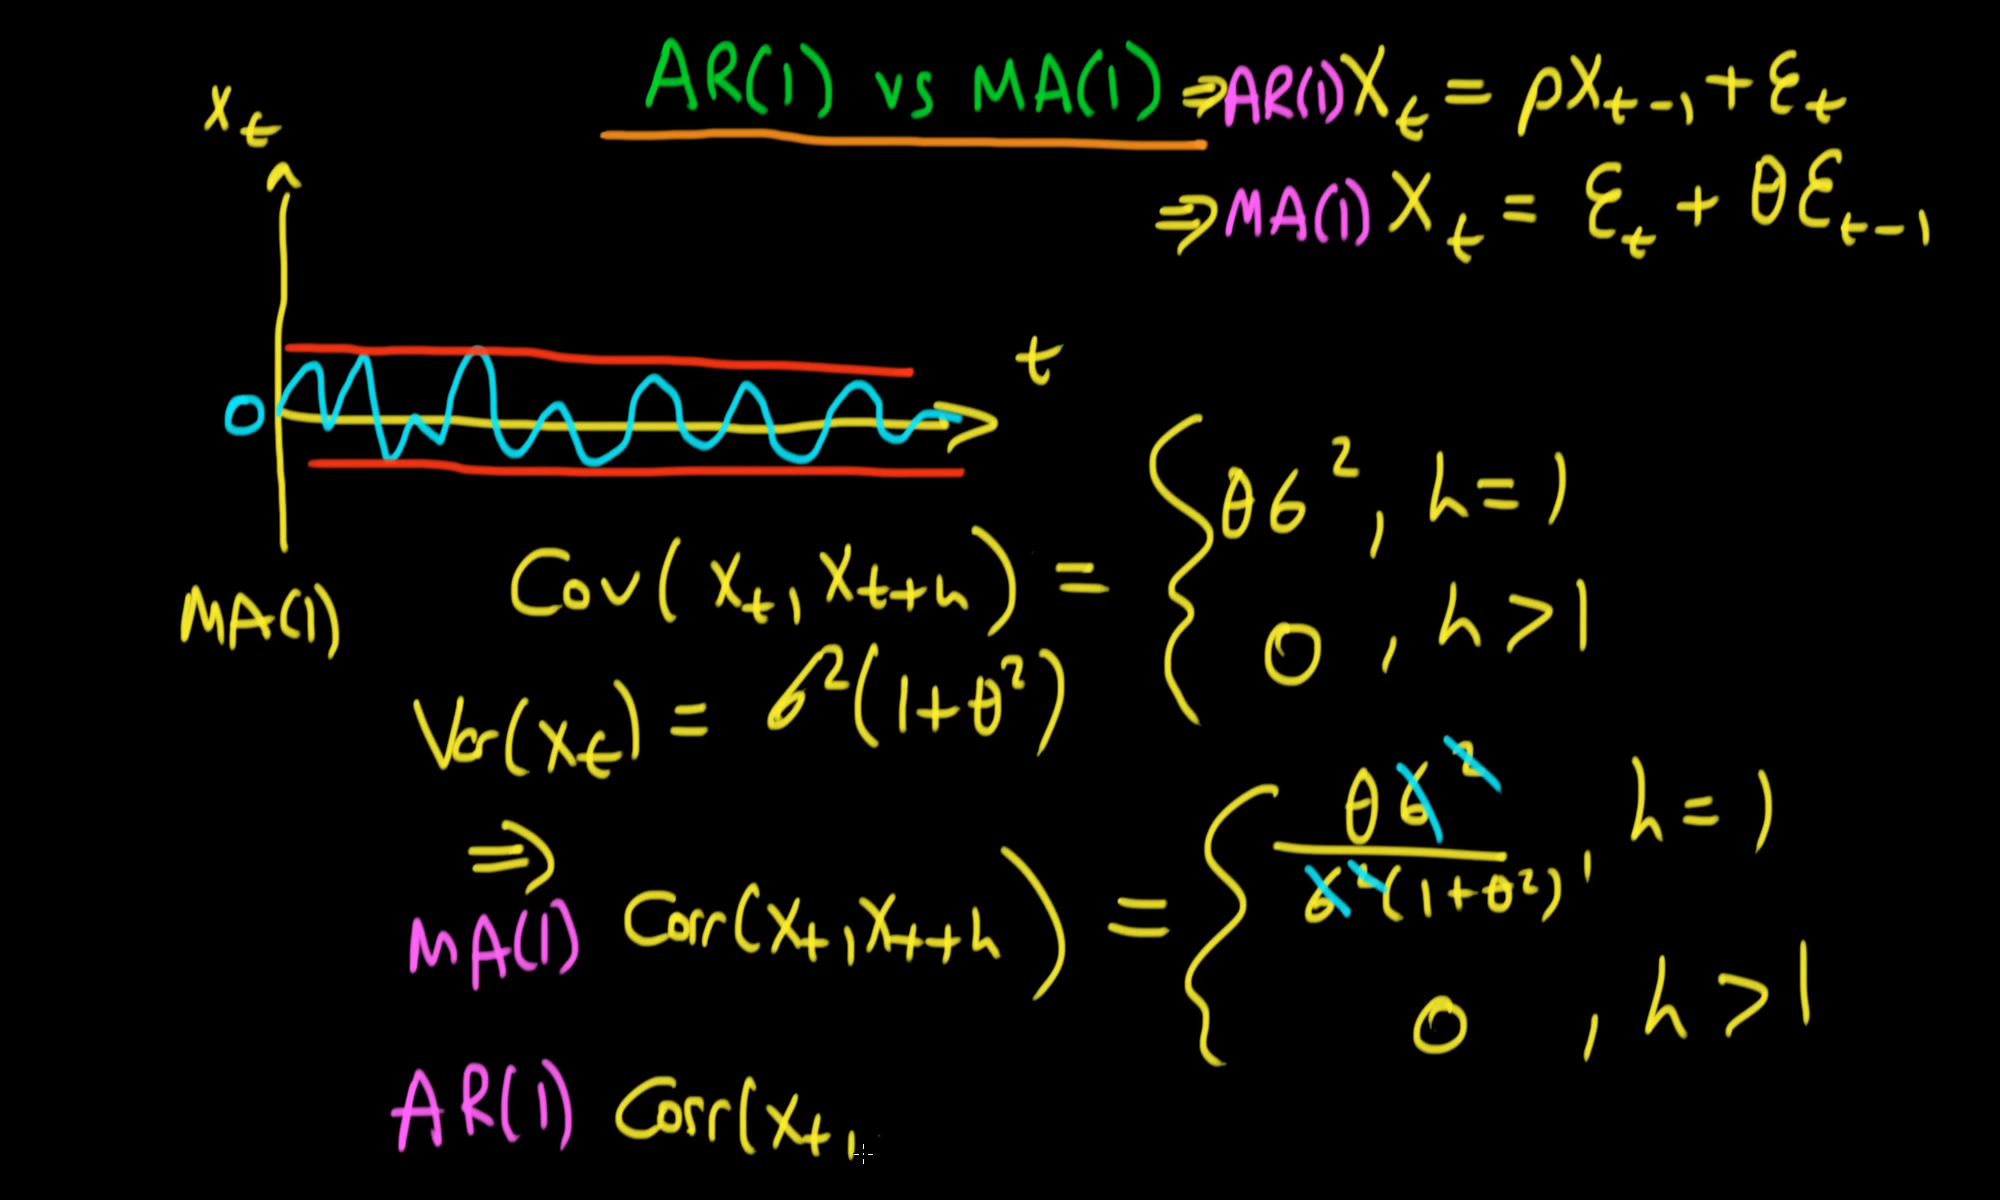 AR(1) vs MA(1) ⇒ AR(1) X_t = ρX_{t-1} + ε_t
⇒ MA(1) X_t = ε_t + θε_{t-1}
x_t
t
0
MA(1)
Cov(x_t, x_{t+h}) = { θσ², h=1
0, h>1
Var(x_t) = σ²(1+θ²)
⇒
MA(1) Corr(x_t, x_{t+h}) = { θσ² / σ²(1+θ²), h=1
0, h>1
AR(1) Corr(x_t,